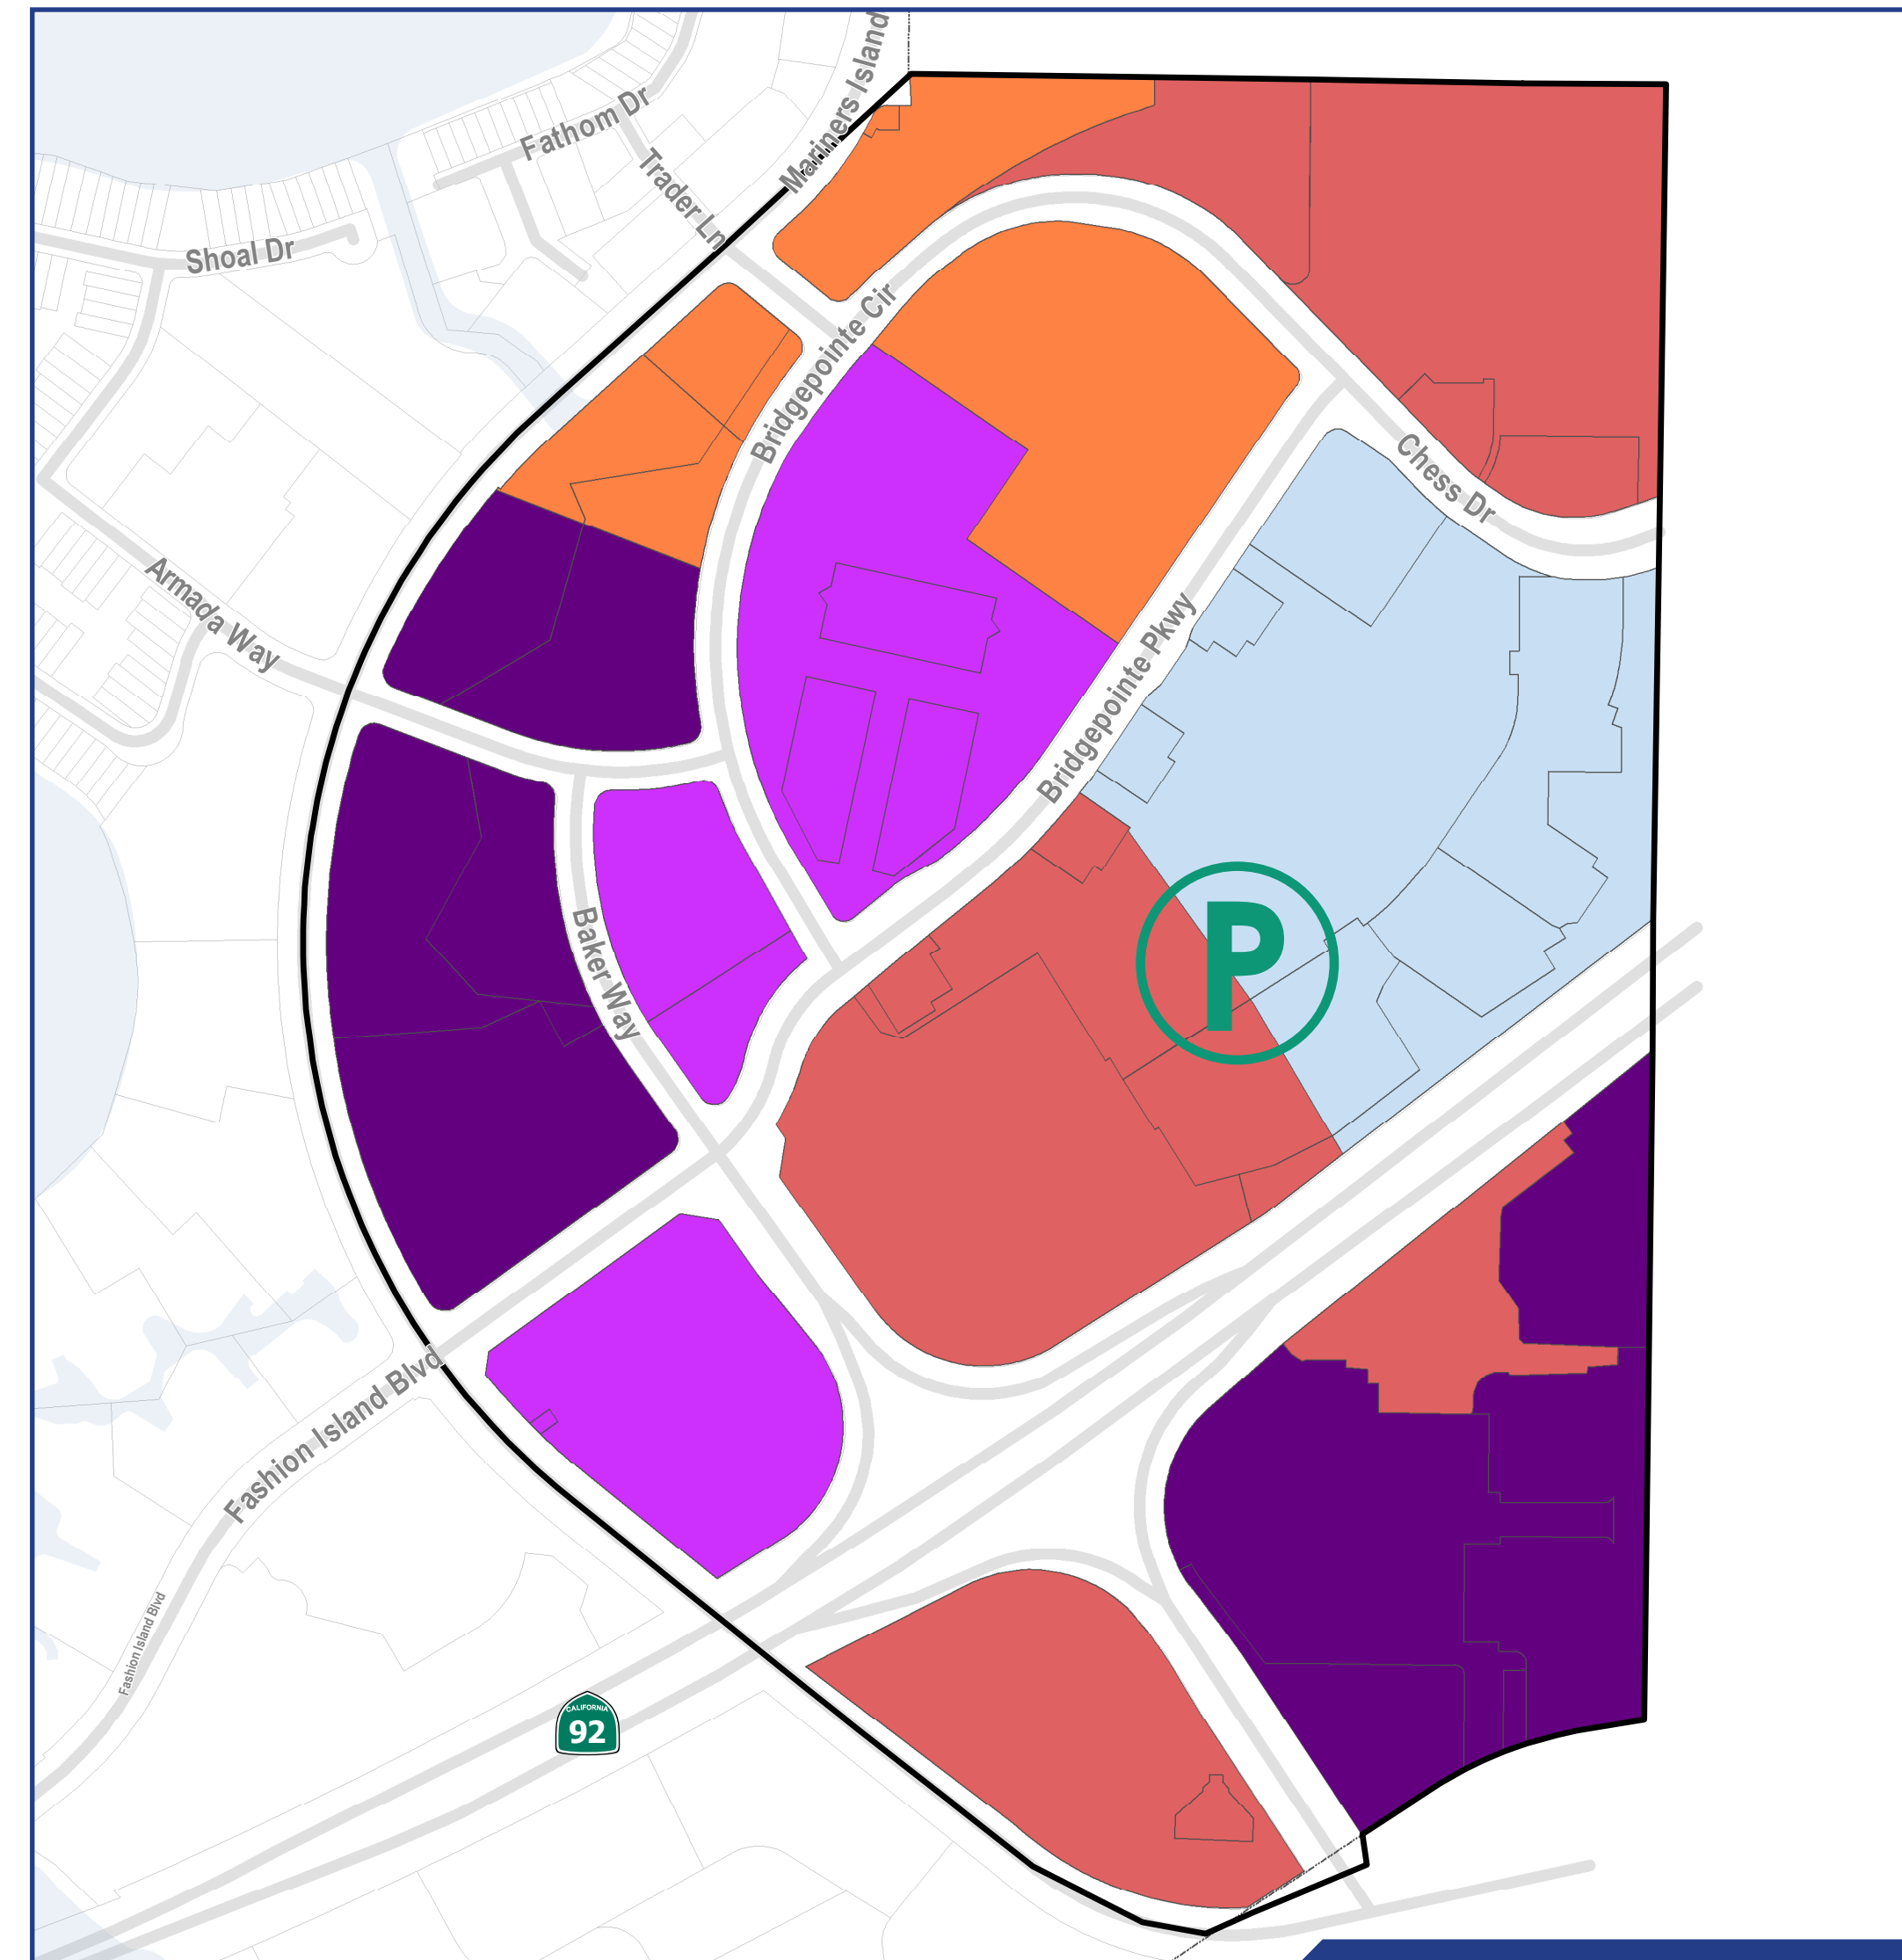 Mariners Island
Fathom Dr
Trader Ln
Shoal Dr
Bridgepointe Cir
Chess Dr
Armada Way
Bridgepointe Pkwy
Baker Way
P
Fashion Island Blvd
Fashion Island Blvd
CALIFORNIA
92